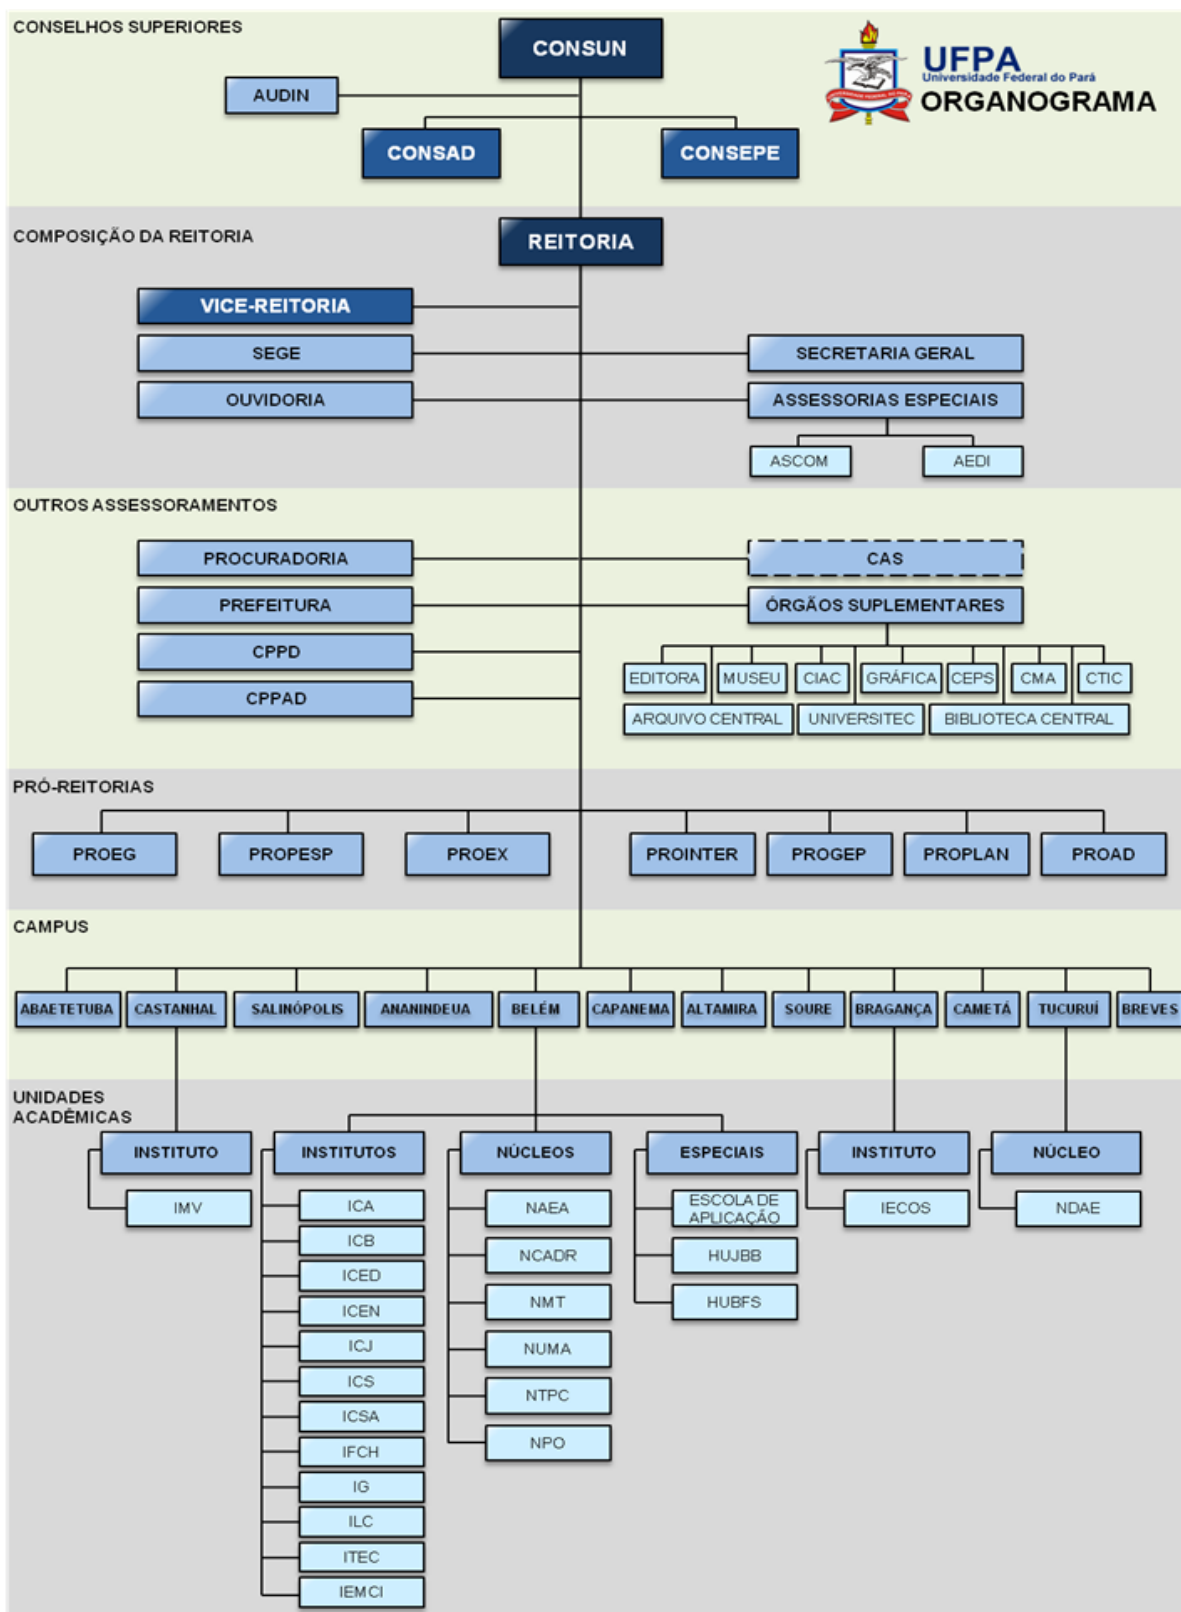 CONSELHOS SUPERIORES
CONSUN
UFPA
Universidade Federal do Pará
ORGANOGRAMA
AUDIN
CONSAD
CONSEPE
COMPOSIÇÃO DA REITORIA
REITORIA
VICE-REITORIA
SEGE
SECRETARIA GERAL
OUVIDORIA
ASSESSORIAS ESPECIAIS
ASCOM
AEDI
OUTROS ASSESSORAMENTOS
PROCURADORIA
CAS
PREFEITURA
ÓRGÃOS SUPLEMENTARES
CPPD
EDITORA
MUSEU
CIAC
GRÁFICA
CEPS
CMA
CTIC
CPPAD
ARQUIVO CENTRAL
UNIVERSITEC
BIBLIOTECA CENTRAL
PRÓ-REITORIAS
PROEG
PROPESP
PROEX
PROINTER
PROGEP
PROPLAN
PROAD
CAMPUS
ABAETETUBA
CASTANHAL
SALINÓPOLIS
ANANINDEUA
BELÉM
CAPANEMA
ALTAMIRA
SOURE
BRAGANÇA
CAMETÁ
TUCURUÍ
BREVES
UNIDADES
ACADÊMICAS
INSTITUTO
IMV
INSTITUTOS
ICA
ICB
ICED
ICEN
ICJ
ICS
ICSA
IFCH
IG
ILC
ITEC
IEMCI
NÚCLEOS
NAEA
NCADR
NMT
NUMA
NTPC
NPO
ESPECIAIS
ESCOLA DE
APLICAÇÃO
HUJBB
HUBFS
INSTITUTO
IECOS
NÚCLEO
NDAE